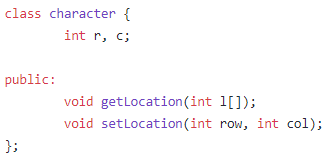 class character {
        int r, c;

public:
        void getLocation(int l[]);
        void setLocation(int row, int col);
};